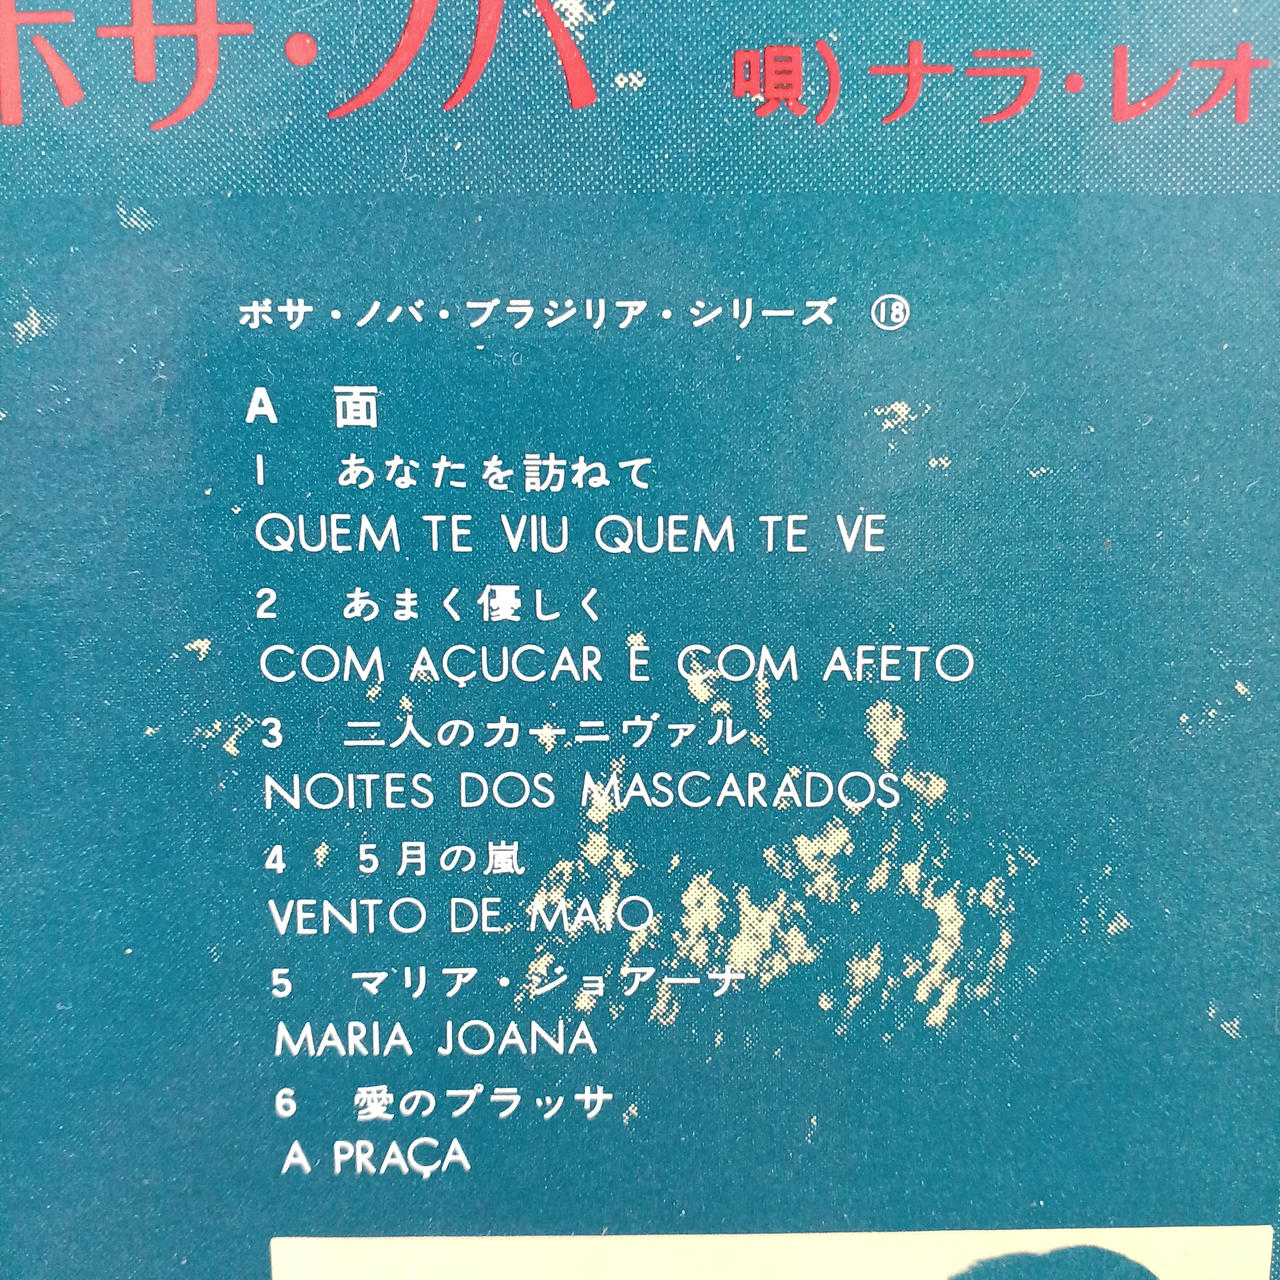 ボサ・ノバ 唄)ナラ・レオ
ボサ・ノバ・ブラジリア・シリーズ ⑱
A 面
1 あなたを訪ねて
QUEM TE VIU QUEM TE VE
2 あまく優しく
COM AÇUCAR E COM AFETO
3 二人のカーニヴァル
NOITES DOS MASCARADOS
4 5月の嵐
VENTO DE MAIO
5 マリア・ジョアーナ
MARIA JOANA
6 愛のプラッサ
A PRAÇA